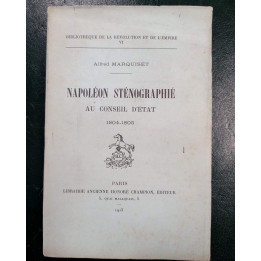 BIBLIOTHÈQUE DE LA RÉVOLUTION ET DE L'EMPIRE
VI
Alfred MARQUISET
NAPOLÉON STÉNOGRAPHIÉ
AU CONSEIL D'ÉTAT
1804-1805
PARIS
LIBRAIRIE ANCIENNE HONORÉ CHAMPION, ÉDITEUR
5, QUAI MALAQUAIS, 5